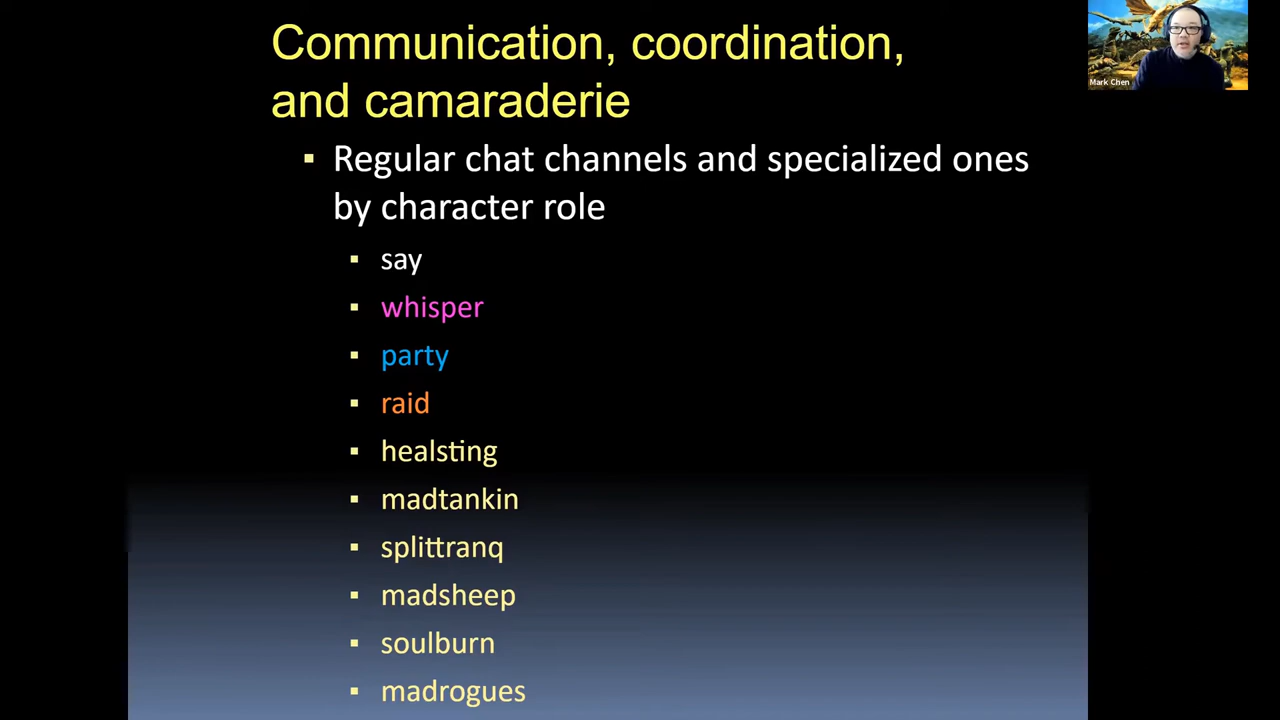 Communication, coordination,
and camaraderie
Mark Chen
▪ Regular chat channels and specialized ones
by character role
▪ say
▪ whisper
▪ party
▪ raid
▪ healsting
▪ madtankin
▪ splittranq
▪ madsheep
▪ soulburn
▪ madrogues